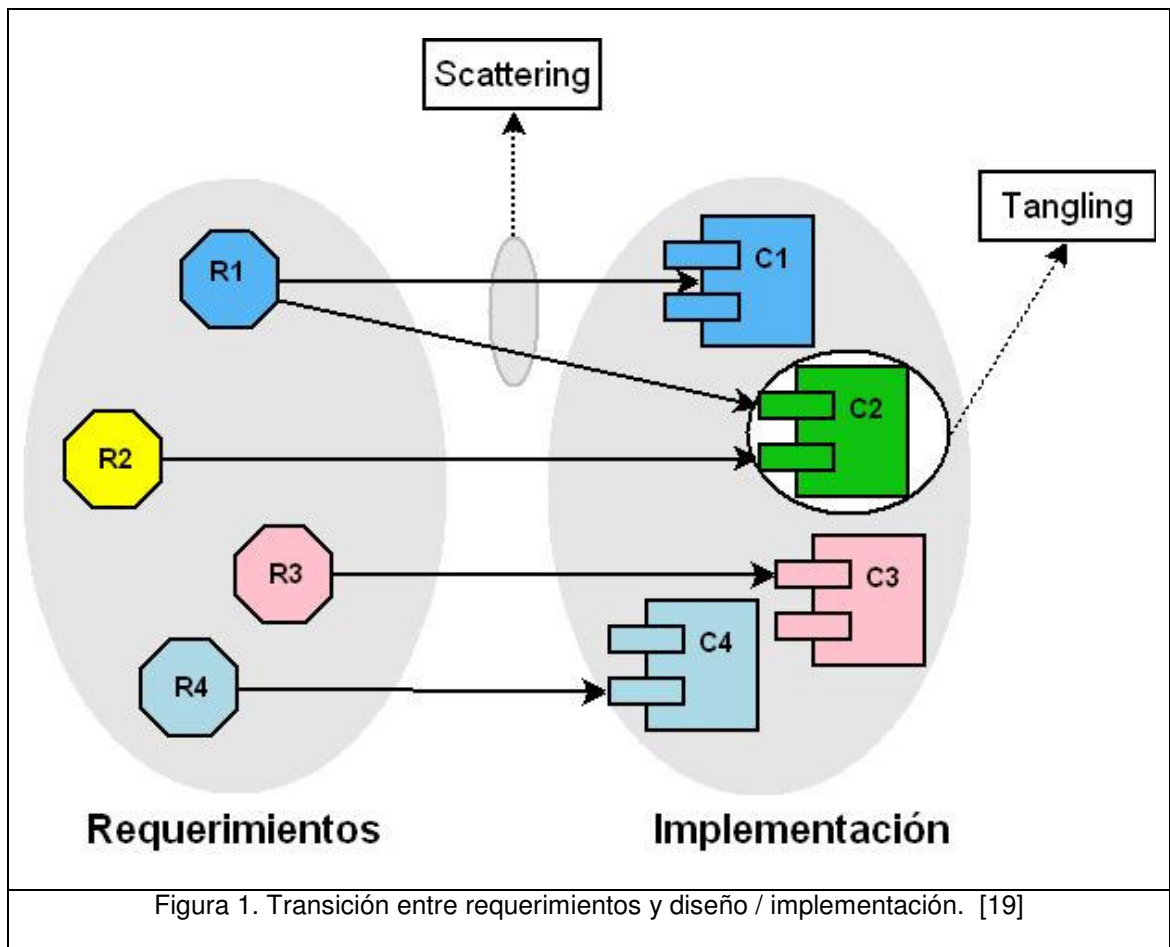 Scattering
Tangling
R1
C1
C2
R2
R3
C3
C4
R4
Requerimientos
Implementación
Figura 1. Transición entre requerimientos y diseño / implementación. [19]